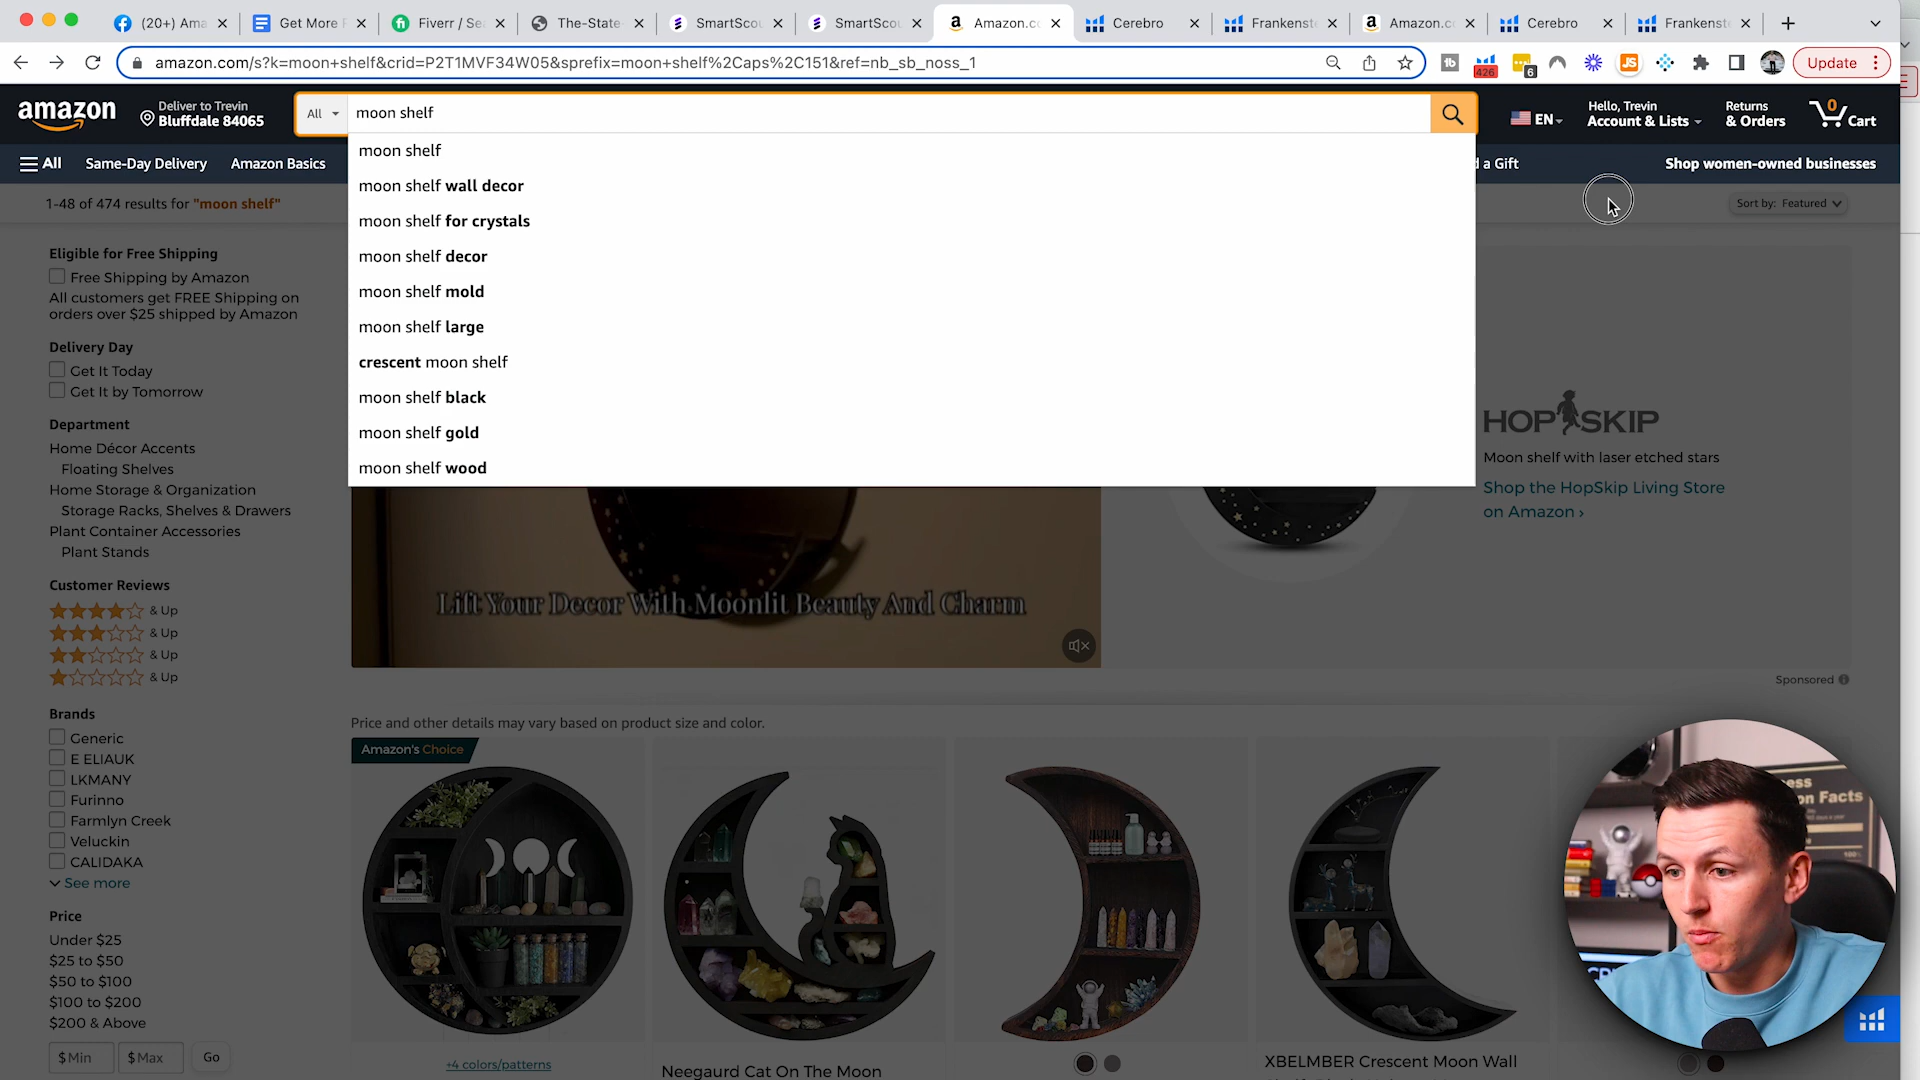 (20+) Ama
Get More F
Fiverr / Sea
The-State-
SmartScou
SmartScou
Amazon.co
Cerebro
Frankenst
Amazon.c
Cerebro
Frankenst
amazon.com/s?k=moon+shelf&crid=P2T1MVF34W05&sprefix=moon+shelf%2Caps%2C151&ref=nb_sb_noss_1
tb
426
6
JS
Update
amazon
Deliver to Trevin
Bluffdale 84065
All
moon shelf
EN
Hello, Trevin
Account & Lists
Returns
& Orders
0
Cart
All
Same-Day Delivery
Amazon Basics
d a Gift
Shop women-owned businesses
moon shelf
moon shelf wall decor
moon shelf for crystals
moon shelf decor
moon shelf mold
moon shelf large
crescent moon shelf
moon shelf black
moon shelf gold
moon shelf wood
1-48 of 474 results for "moon shelf"
Sort by: Featured
Eligible for Free Shipping
Free Shipping by Amazon
All customers get FREE Shipping on
orders over $25 shipped by Amazon
Delivery Day
Get It Today
Get It by Tomorrow
Department
Home Décor Accents
Floating Shelves
Home Storage & Organization
Storage Racks, Shelves & Drawers
Plant Container Accessories
Plant Stands
Customer Reviews
& Up
& Up
& Up
& Up
Brands
Generic
E ELIAUK
LKMANY
Furinno
Farmlyn Creek
Veluckin
CALIDAKA
See more
Price
Under $25
$25 to $50
$50 to $100
$100 to $200
$200 & Above
$ Min
$ Max
Go
Lift Your Decor With Moonlit Beauty And Charm
HOP SKIP
Moon shelf with laser etched stars
Shop the HopSkip Living Store
on Amazon ›
Sponsored
Price and other details may vary based on product size and color.
Amazon's Choice
+4 colors/patterns
Neegaurd Cat On The Moon
XBELMBER Crescent Moon Wall